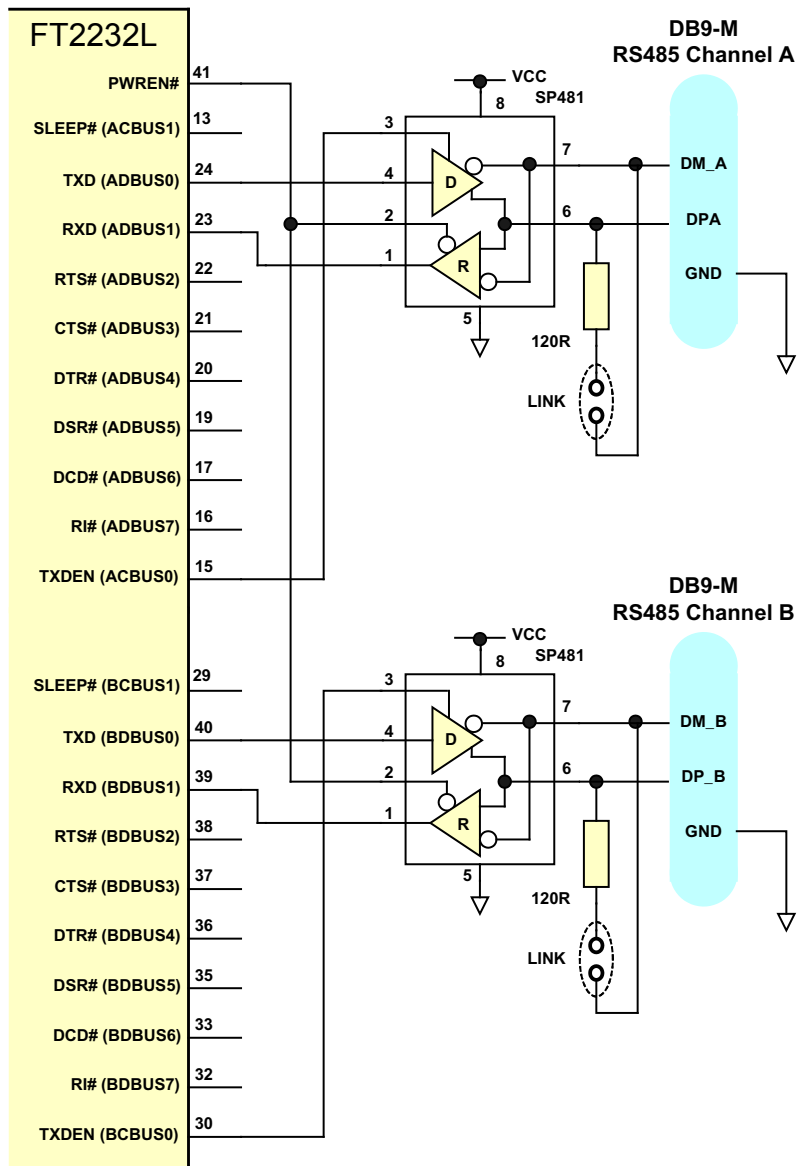 FT2232L
PWREN# 41
SLEEP# (ACBUS1) 13
TXD (ADBUS0) 24
RXD (ADBUS1) 23
RTS# (ADBUS2) 22
CTS# (ADBUS3) 21
DTR# (ADBUS4) 20
DSR# (ADBUS5) 19
DCD# (ADBUS6) 17
RI# (ADBUS7) 16
TXDEN (ACBUS0) 15
SLEEP# (BCBUS1) 29
TXD (BDBUS0) 40
RXD (BDBUS1) 39
RTS# (BDBUS2) 38
CTS# (BDBUS3) 37
DTR# (BDBUS4) 36
DSR# (BDBUS5) 35
DCD# (BDBUS6) 33
RI# (BDBUS7) 32
TXDEN (BCBUS0) 30
VCC
8
SP481
3
4
2
1
D
R
7
6
5
120R
LINK
DB9-M
RS485 Channel A
DM_A
DPA
GND
VCC
8
SP481
3
4
2
1
D
R
7
6
5
120R
LINK
DB9-M
RS485 Channel B
DM_B
DP_B
GND